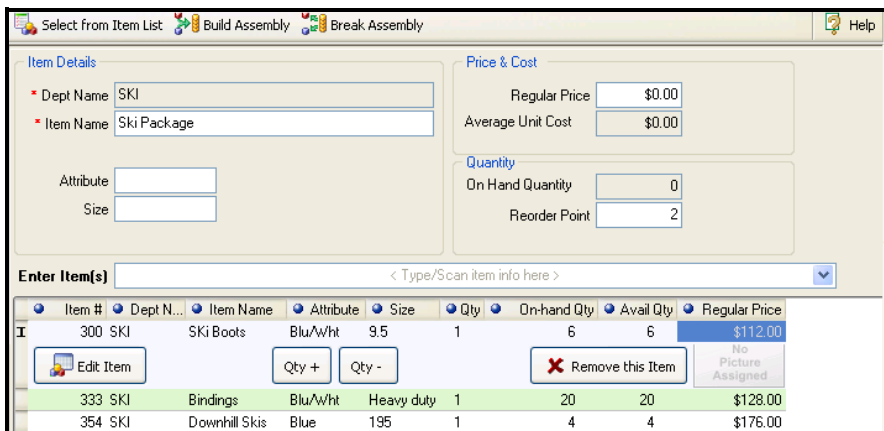 Select from Item List Build Assembly Break Assembly Help
Item Details Price & Cost
* Dept Name SKI Regular Price $0.00
* Item Name Ski Package Average Unit Cost $0.00
Quantity
Attribute On Hand Quantity 0
Size Reorder Point 2
Enter Item(s) < Type/Scan item info here >
Item # Dept N... Item Name Attribute Size Qty On-hand Qty Avail Qty Regular Price
300 SKI SKi Boots Blu/Wht 9.5 1 6 6 $112.00
Edit Item Qty + Qty - Remove this Item No Picture Assigned
333 SKI Bindings Blu/Wht Heavy duty 1 20 20 $128.00
354 SKI Downhill Skis Blue 195 1 4 4 $176.00